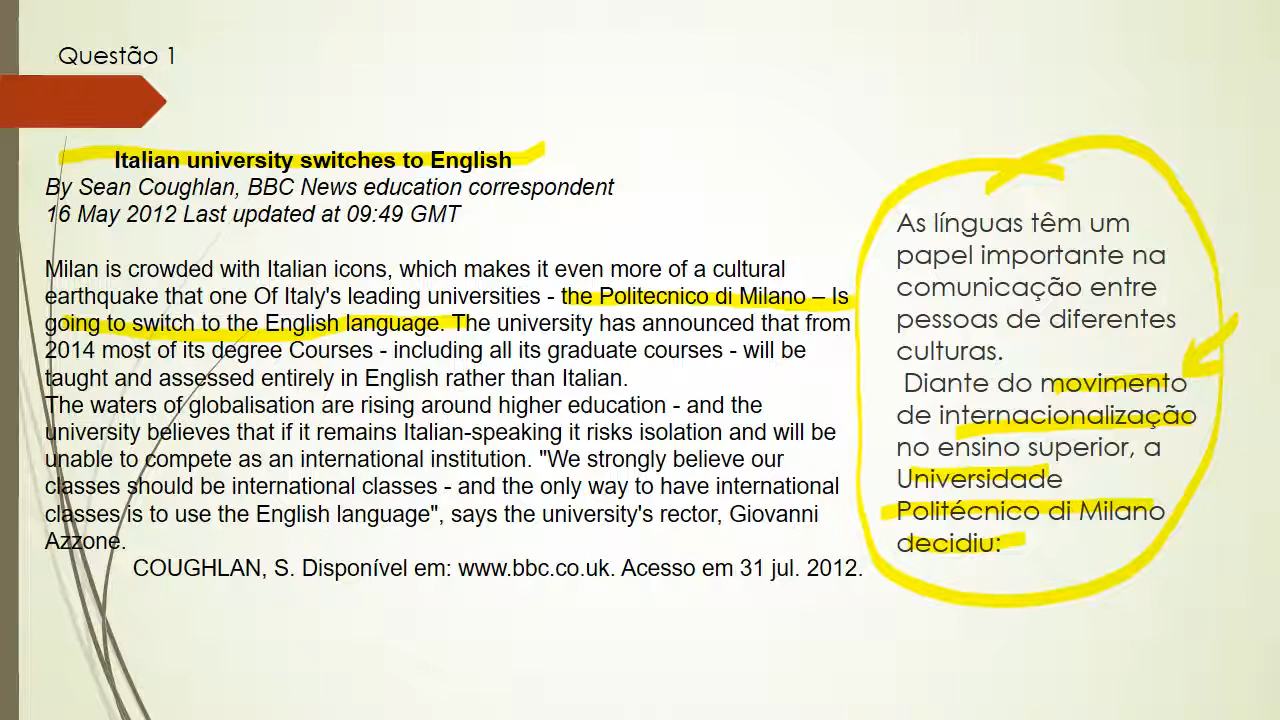 Questão 1
Italian university switches to English
By Sean Coughlan, BBC News education correspondent
16 May 2012 Last updated at 09:49 GMT
Milan is crowded with Italian icons, which makes it even more of a cultural
earthquake that one Of Italy's leading universities - the Politecnico di Milano – Is
going to switch to the English language. The university has announced that from
2014 most of its degree Courses - including all its graduate courses - will be
taught and assessed entirely in English rather than Italian.
The waters of globalisation are rising around higher education - and the
university believes that if it remains Italian-speaking it risks isolation and will be
unable to compete as an international institution. "We strongly believe our
classes should be international classes - and the only way to have international
classes is to use the English language", says the university's rector, Giovanni
Azzone.
COUGHLAN, S. Disponível em: www.bbc.co.uk. Acesso em 31 jul. 2012.
As línguas têm um
papel importante na
comunicação entre
pessoas de diferentes
culturas.
Diante do movimento
de internacionalização
no ensino superior, a
Universidade
Politécnico di Milano
decidiu: